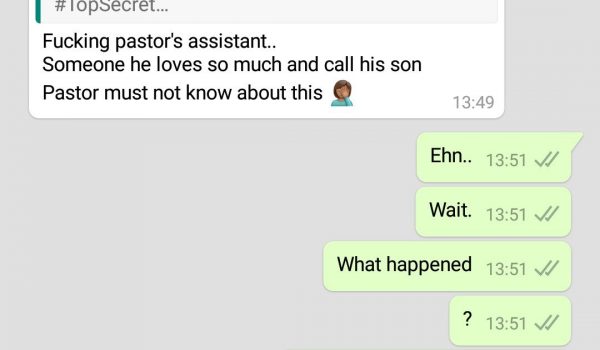 #TopSecret...
Fucking pastor's assistant..
Someone he loves so much and call his son
Pastor must not know about this 🤦🏾
13:49
Ehn.. 13:51
Wait. 13:51
What happened 13:51
? 13:51